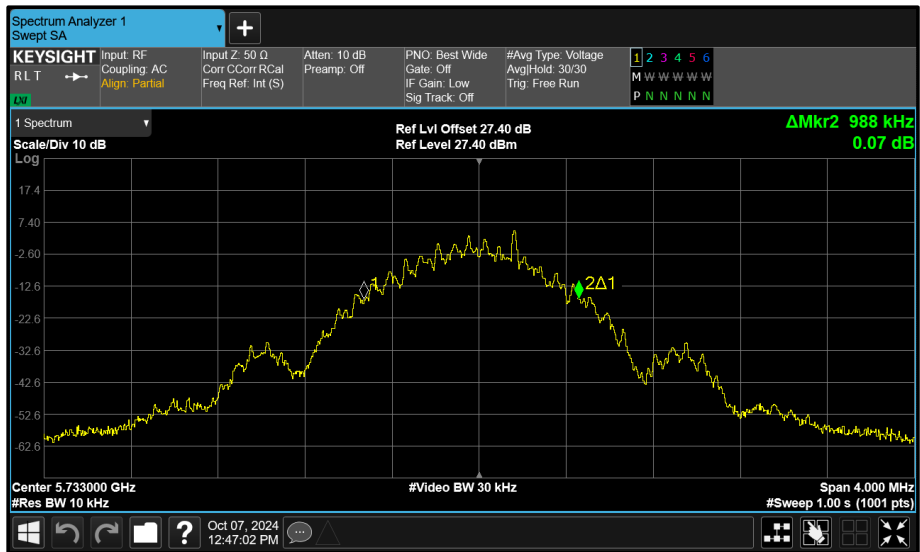 Spectrum Analyzer 1
Swept SA
+
KEYSIGHT
R L T
LXI
Input: RF
Coupling: AC
Align: Partial
Input Z: 50 Ω
Corr CCorr RCal
Freq Ref: Int (S)
Atten: 10 dB
Preamp: Off
PNO: Best Wide
Gate: Off
IF Gain: Low
Sig Track: Off
#Avg Type: Voltage
Avg|Hold: 30/30
Trig: Free Run
1 2 3 4 5 6
M W W W W W
P N N N N N
1 Spectrum
Scale/Div 10 dB
Log
Ref Lvl Offset 27.40 dB
Ref Level 27.40 dBm
ΔMkr2 988 kHz
0.07 dB
17.4
7.40
-2.60
-12.6
-22.6
-32.6
-42.6
-52.6
-62.6
1
2Δ1
Center 5.733000 GHz
#Video BW 30 kHz
Span 4.000 MHz
#Res BW 10 kHz
#Sweep 1.00 s (1001 pts)
?
Oct 07, 2024
12:47:02 PM